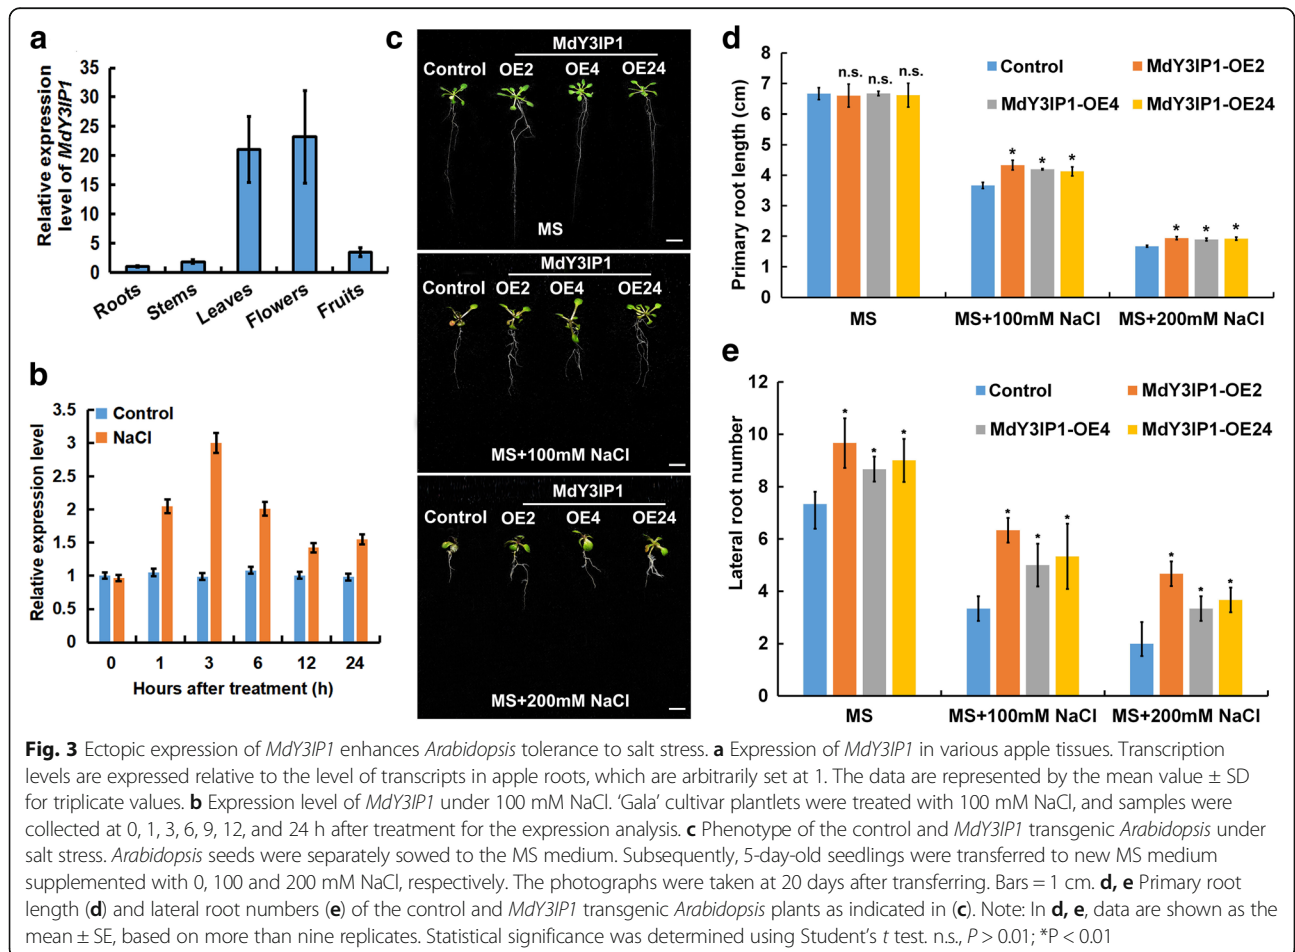 a
Relative expression
level of MdY3IP1
35
30
25
20
15
10
5
0
Roots
Stems
Leaves
Flowers
Fruits
b
Relative expression level
3.5
3
2.5
2
1.5
1
0.5
0
Control
NaCl
0 1 3 6 12 24
Hours after treatment (h)
c
MdY3IP1
Control OE2 OE4 OE24
MS
MdY3IP1
Control OE2 OE4 OE24
MS+100mM NaCl
MdY3IP1
Control OE2 OE4 OE24
MS+200mM NaCl
d
Primary root length (cm)
8
7
6
5
4
3
2
1
0
Control MdY3IP1-OE2
MdY3IP1-OE4 MdY3IP1-OE24
n.s. n.s. n.s.
* * *
* * *
MS MS+100mM NaCl MS+200mM NaCl
e
Lateral root number
12
10
8
6
4
2
0
Control MdY3IP1-OE2
MdY3IP1-OE4 MdY3IP1-OE24
* * *
* * *
* * *
MS MS+100mM NaCl MS+200mM NaCl
Fig. 3 Ectopic expression of MdY3IP1 enhances Arabidopsis tolerance to salt stress. a Expression of MdY3IP1 in various apple tissues. Transcription
levels are expressed relative to the level of transcripts in apple roots, which are arbitrarily set at 1. The data are represented by the mean value ± SD
for triplicate values. b Expression level of MdY3IP1 under 100 mM NaCl. ‘Gala’ cultivar plantlets were treated with 100 mM NaCl, and samples were
collected at 0, 1, 3, 6, 9, 12, and 24 h after treatment for the expression analysis. c Phenotype of the control and MdY3IP1 transgenic Arabidopsis under
salt stress. Arabidopsis seeds were separately sowed to the MS medium. Subsequently, 5-day-old seedlings were transferred to new MS medium
supplemented with 0, 100 and 200 mM NaCl, respectively. The photographs were taken at 20 days after transferring. Bars = 1 cm. d, e Primary root
length (d) and lateral root numbers (e) of the control and MdY3IP1 transgenic Arabidopsis plants as indicated in (c). Note: In d, e, data are shown as the
mean ± SE, based on more than nine replicates. Statistical significance was determined using Student’s t test. n.s., P > 0.01; *P < 0.01